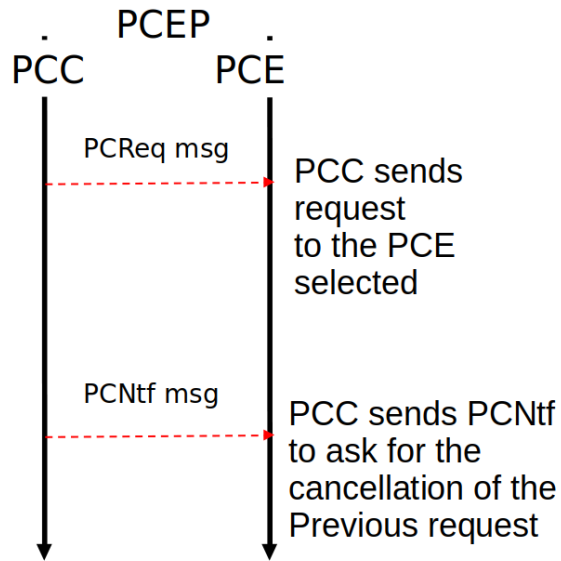 PCEP
PCC
PCE
PCReq msg
PCC sends
request
to the PCE
selected
PCNtf msg
PCC sends PCNtf
to ask for the
cancellation of the
Previous request